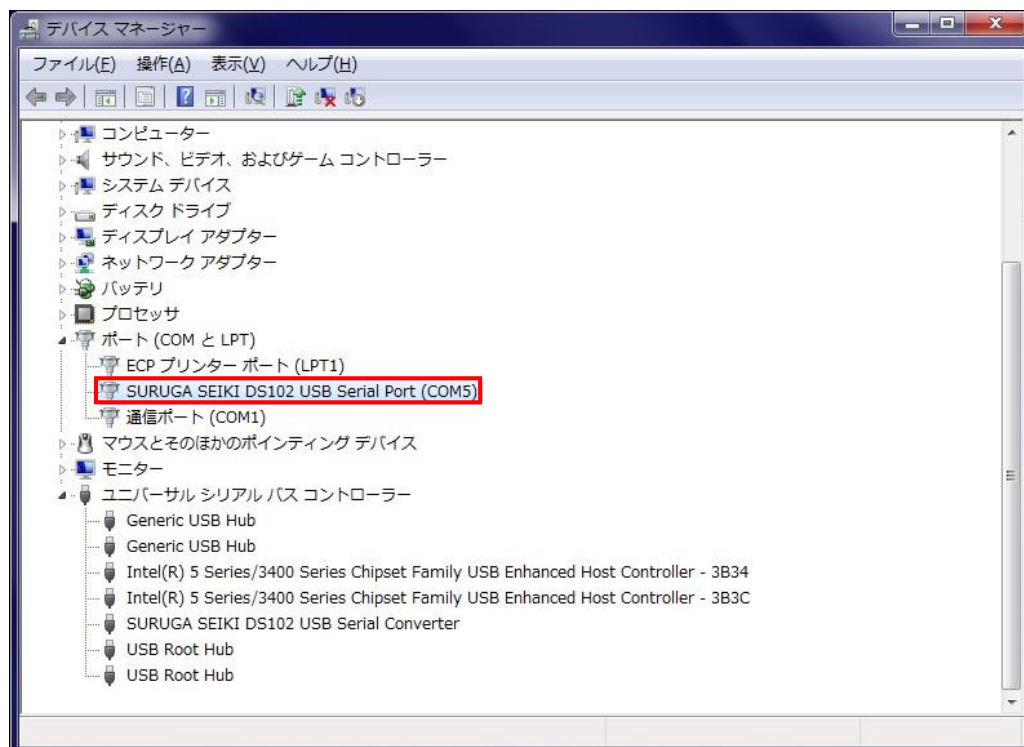 デバイス マネージャー
ファイル(F) 操作(A) 表示(V) ヘルプ(H)
コンピューター
サウンド、ビデオ、およびゲーム コントローラー
システム デバイス
ディスク ドライブ
ディスプレイ アダプター
ネットワーク アダプター
バッテリ
プロセッサ
ポート (COM と LPT)
ECP プリンター ポート (LPT1)
SURUGA SEIKI DS102 USB Serial Port (COM5)
通信ポート (COM1)
マウスとそのほかのポインティング デバイス
モニター
ユニバーサル シリアル バス コントローラー
Generic USB Hub
Generic USB Hub
Intel(R) 5 Series/3400 Series Chipset Family USB Enhanced Host Controller - 3B34
Intel(R) 5 Series/3400 Series Chipset Family USB Enhanced Host Controller - 3B3C
SURUGA SEIKI DS102 USB Serial Converter
USB Root Hub
USB Root Hub